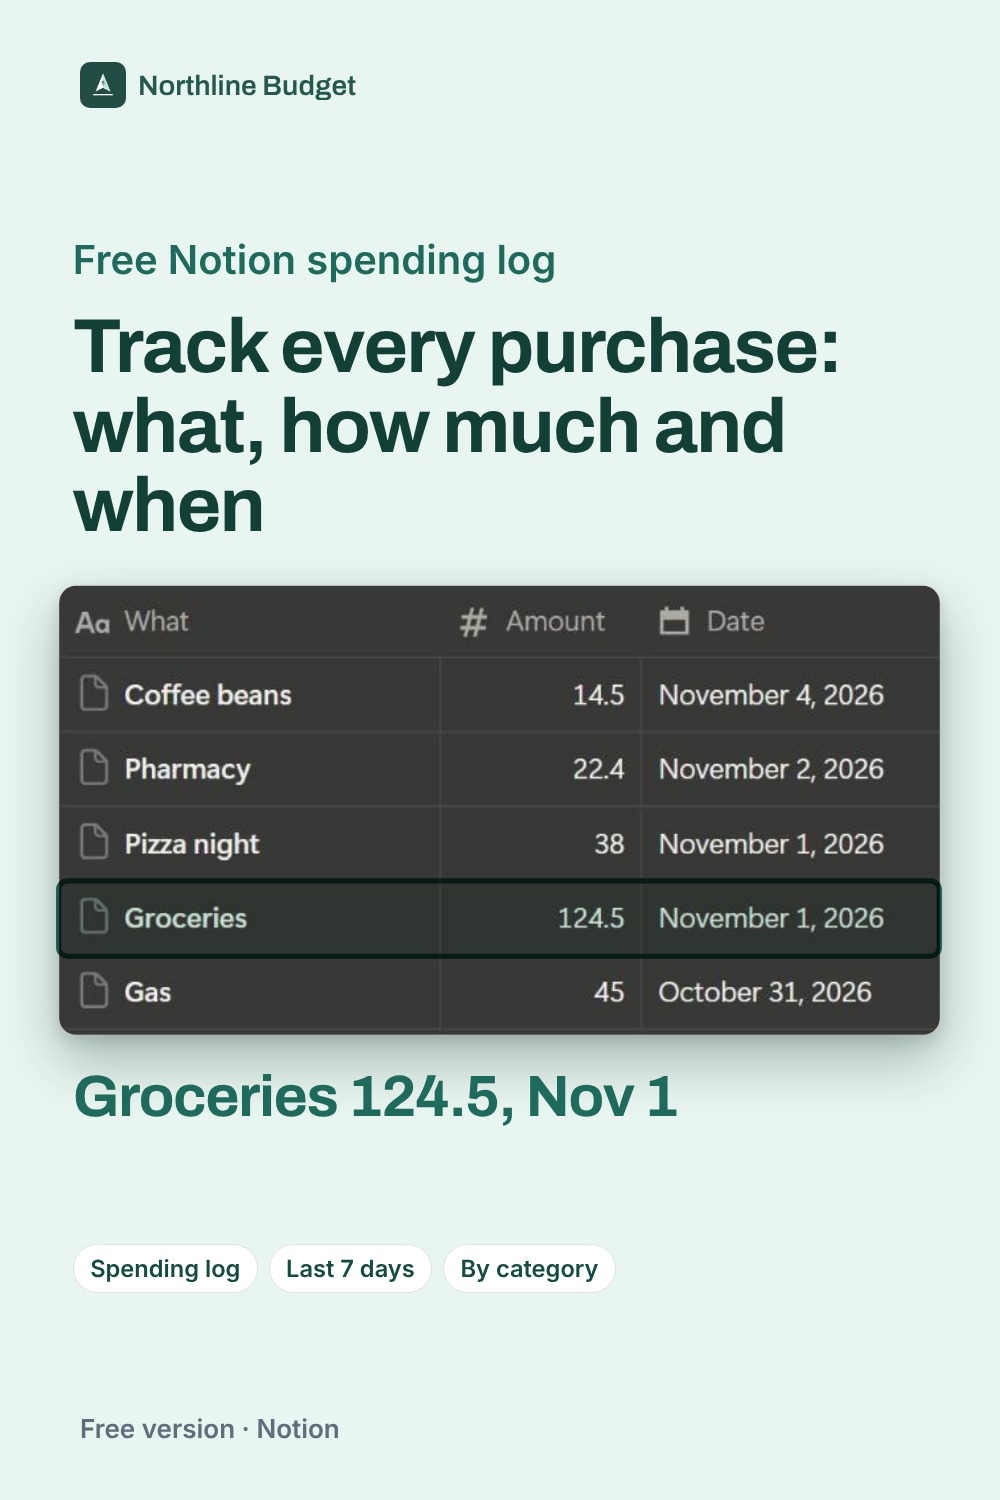 Northline Budget
Free Notion spending log
Track every purchase:
what, how much and
when
Aa What # Amount Date
Coffee beans 14.5 November 4, 2026
Pharmacy 22.4 November 2, 2026
Pizza night 38 November 1, 2026
Groceries 124.5 November 1, 2026
Gas 45 October 31, 2026
Groceries 124.5, Nov 1
Spending log Last 7 days By category
Free version · Notion